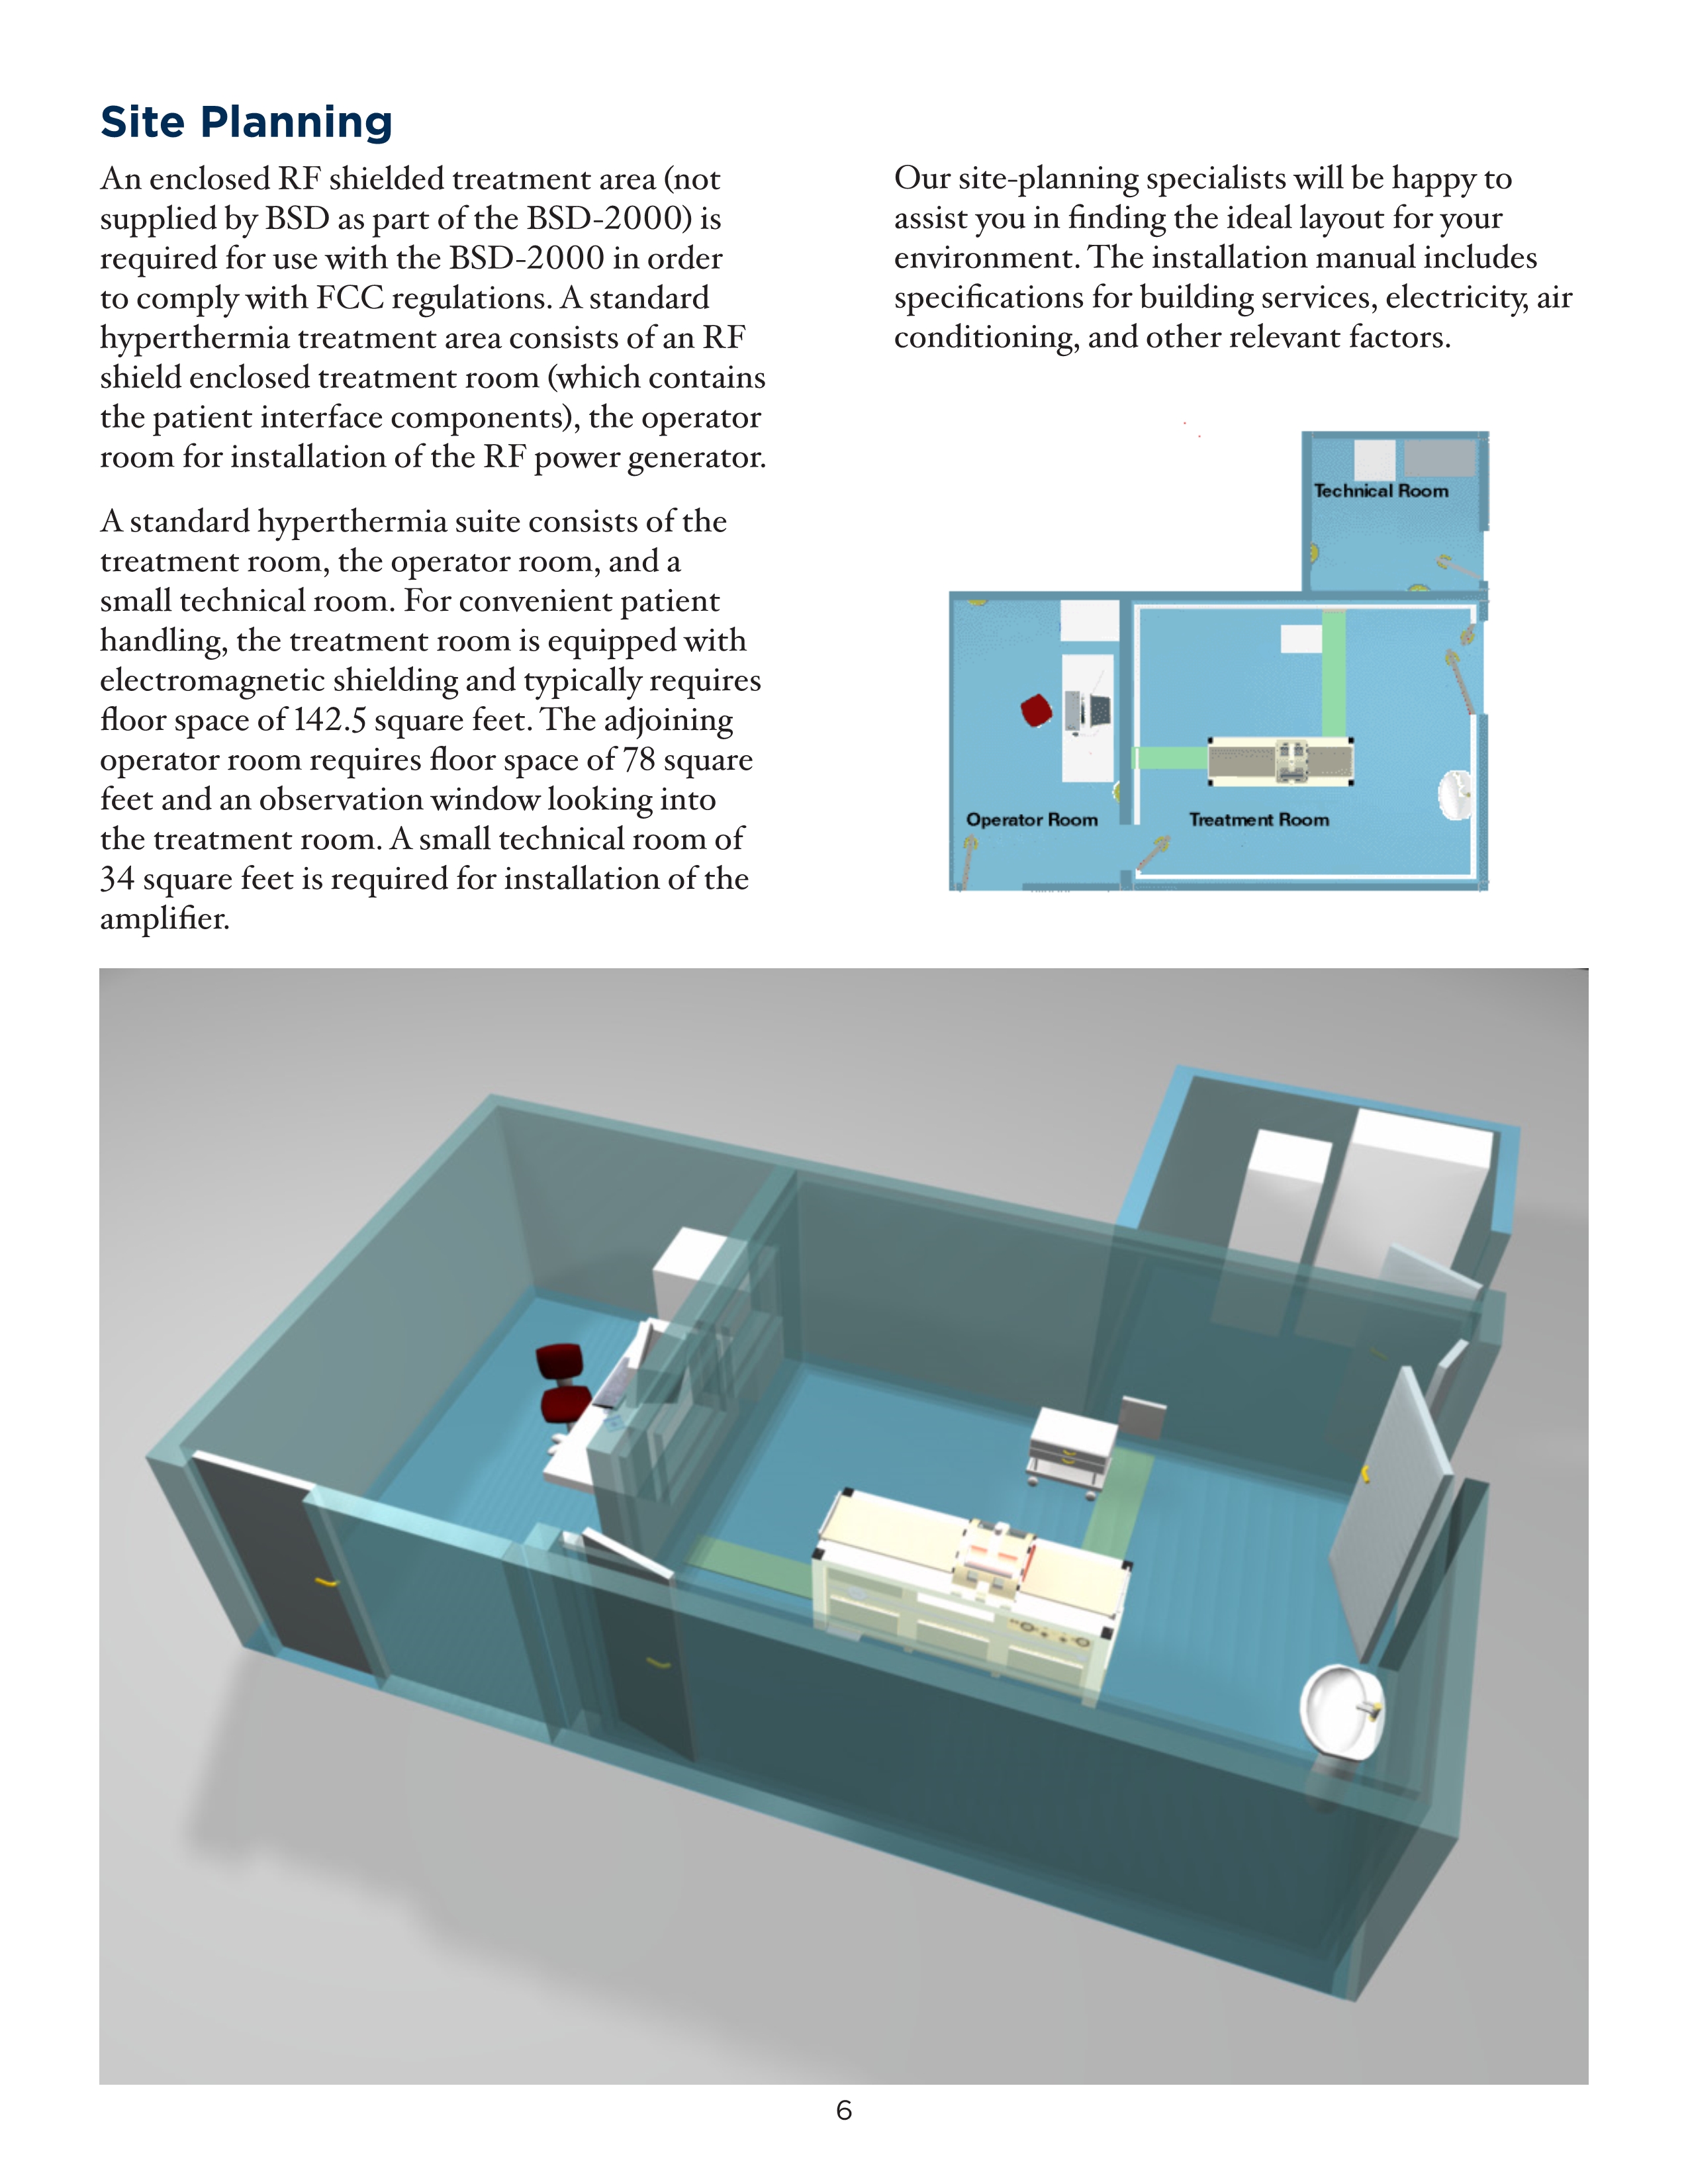 Site Planning
An enclosed RF shielded treatment area (not
supplied by BSD as part of the BSD-2000) is
required for use with the BSD-2000 in order
to comply with FCC regulations. A standard
hyperthermia treatment area consists of an RF
shield enclosed treatment room (which contains
the patient interface components), the operator
room for installation of the RF power generator.
A standard hyperthermia suite consists of the
treatment room, the operator room, and a
small technical room. For convenient patient
handling, the treatment room is equipped with
electromagnetic shielding and typically requires
floor space of 142.5 square feet. The adjoining
operator room requires floor space of 78 square
feet and an observation window looking into
the treatment room. A small technical room of
34 square feet is required for installation of the
amplifier.
Our site-planning specialists will be happy to
assist you in finding the ideal layout for your
environment. The installation manual includes
specifications for building services, electricity, air
conditioning, and other relevant factors.
Technical Room
Operator Room
Treatment Room
6